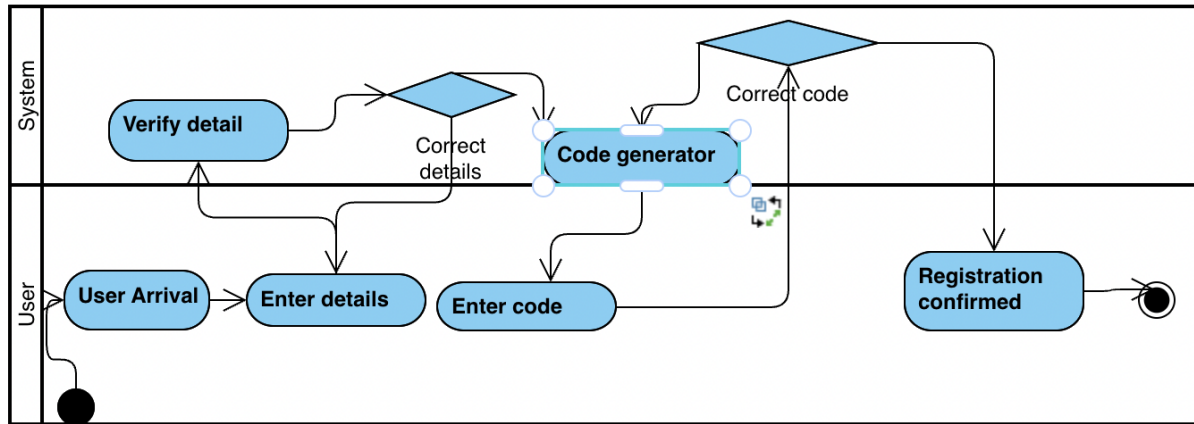 System
Verify detail
Correct
details
Code generator
Correct code
User
User Arrival
Enter details
Enter code
Registration
confirmed